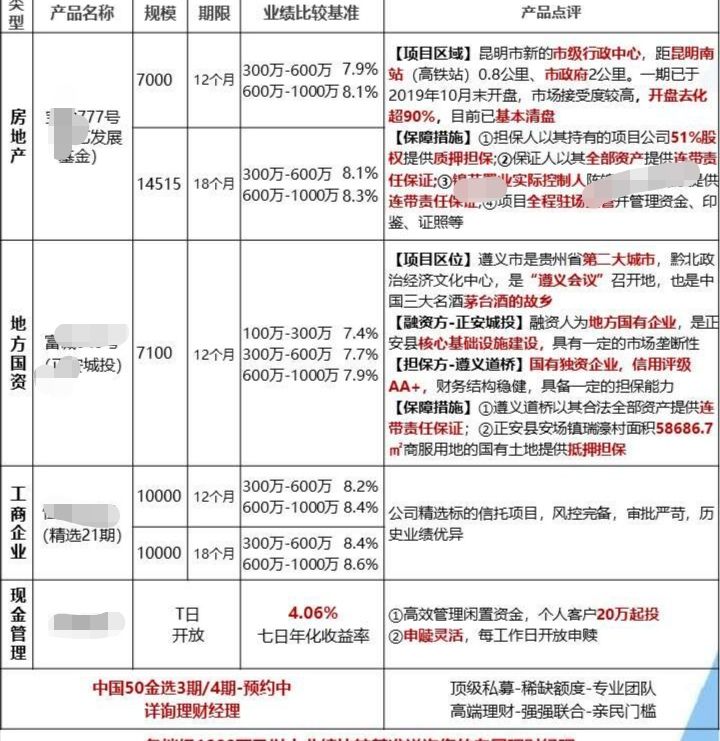 类型 产品名称 规模 期限 业绩比较基准 产品点评
房地产
777号
发展
基金)
7000 12个月 300万-600万 7.9%
600万-1000万 8.1%
14515 18个月 300万-600万 8.1%
600万-1000万 8.3%
【项目区域】昆明市新的市级行政中心，距昆明南
站（高铁站）0.8公里、市政府2公里。一期已于
2019年10月末开盘，市场接受度较高，开盘去化
超90%，目前已基本清盘
【保障措施】①担保人以其持有的项目公司51%股
权提供质押担保;②保证人以其全部资产提供连带责
任保证;③ 实际控制人 提供
连带责任保证;④项目全程驻场 并管理资金、印
鉴、证照等
地方国资
(正安城投)
7100 12个月 100万-300万 7.4%
300万-600万 7.7%
600万-1000万 7.9%
【项目区位】遵义市是贵州省第二大城市，黔北政
治经济文化中心，是“遵义会议”召开地，也是中
国三大名酒茅台酒的故乡
【融资方-正安城投】融资人为地方国有企业，是正
安县核心基础设施建设，具有一定的市场垄断性
【担保方-遵义道桥】国有独资企业，信用评级
AA+，财务结构稳健，具备一定的担保能力
【保障措施】①遵义道桥以其合法全部资产提供连
带责任保证；②正安县安场镇瑞濠村面积58686.7
㎡商服用地的国有土地提供抵押担保
工商企业
(精选21期)
10000 12个月 300万-600万 8.2%
600万-1000万 8.4%
10000 18个月 300万-600万 8.4%
600万-1000万 8.6%
公司精选标的信托项目，风控完备，审批严苛，历
史业绩优异
现金管理
T日
开放
4.06%
七日年化收益率
①高效管理闲置资金，个人客户20万起投
②申赎灵活，每工作日开放申赎
中国50金选3期/4期-预约中
详询理财经理
顶级私募-稀缺额度-专业团队
高端理财-强强联合-亲民门槛